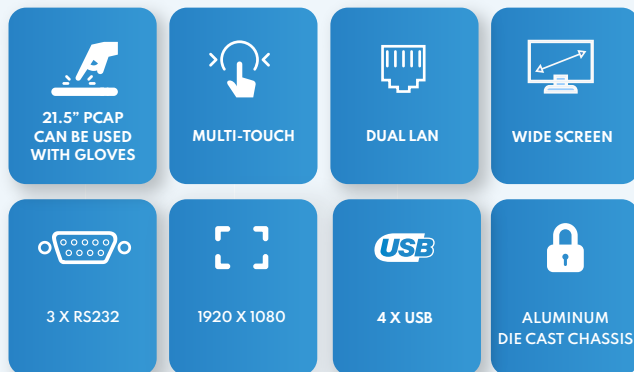 21.5” PCAP
CAN BE USED
WITH GLOVES
MULTI-TOUCH
DUAL LAN
WIDE SCREEN
3 X RS232
1920 X 1080
USB
4 X USB
ALUMINUM
DIE CAST CHASSIS